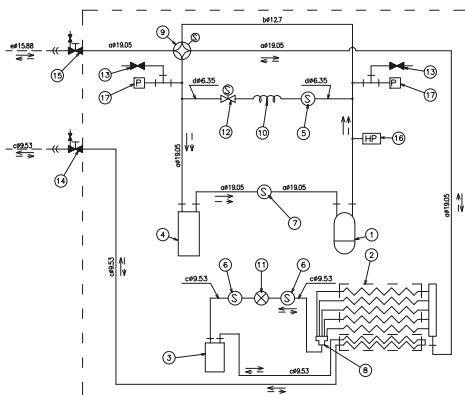 b⌀12.7
9
S
e⌀15.88
a⌀19.05
a⌀19.05
15
13
13
P
17
P
17
d⌀6.35
d⌀6.35
S
S
12
10
5
16
HP
c⌀9.53
14
a⌀19.05
a⌀19.05
a⌀19.05
a⌀19.05
S
7
4
1
c⌀9.53
6
11
6
2
c⌀9.53
c⌀9.53
S
S
3
8
c⌀9.53